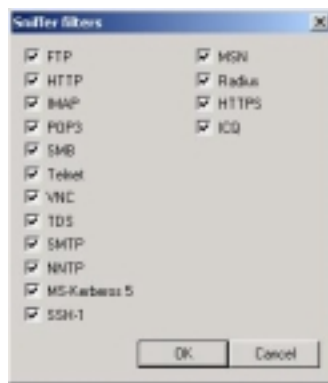 Sniffer filters
FTP
HTTP
IMAP
POP3
SMB
Telnet
VNC
TDS
SMTP
NNTP
MS-Kerberos 5
SSH-1
MSN
Radius
HTTPS
ICQ
OK
Cancel